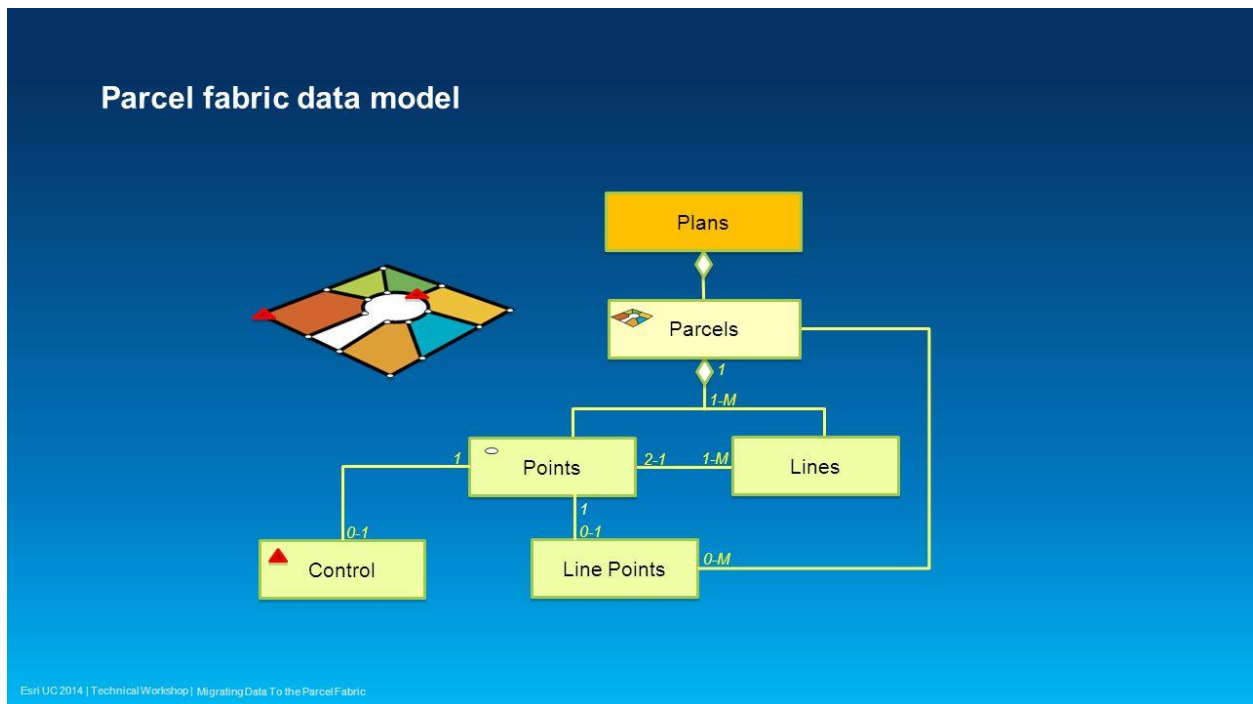 Parcel fabric data model
Plans
Parcels
1
1-M
Points
2-1
1-M
Lines
1
1
0-1
0-1
Control
Line Points
0-M
Esri UC 2014 | Technical Workshop | Migrating Data To the Parcel Fabric